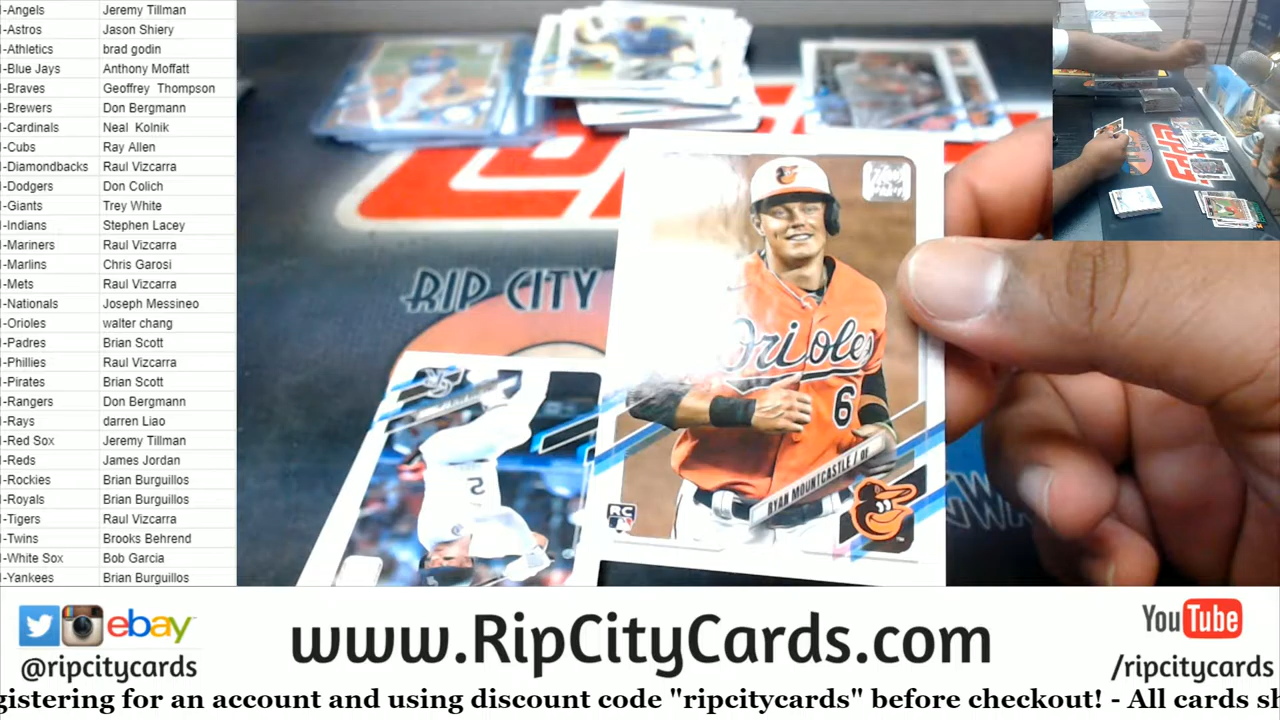 I-Angels Jeremy Tillman
I-Astros Jason Shiery
I-Athletics brad godin
I-Blue Jays Anthony Moffatt
I-Braves Geoffrey Thompson
I-Brewers Don Bergmann
I-Cardinals Neal Kolnik
I-Cubs Ray Allen
I-Diamondbacks Raul Vizcarra
I-Dodgers Don Colich
I-Giants Trey White
I-Indians Stephen Lacey
I-Mariners Raul Vizcarra
I-Marlins Chris Garosi
I-Mets Raul Vizcarra
I-Nationals Joseph Messineo
I-Orioles walter chang
I-Padres Brian Scott
I-Phillies Raul Vizcarra
I-Pirates Brian Scott
I-Rangers Don Bergmann
I-Rays darren Liao
I-Red Sox Jeremy Tillman
I-Reds James Jordan
I-Rockies Brian Burguillos
I-Royals Brian Burguillos
I-Tigers Raul Vizcarra
I-Twins Brooks Behrend
I-White Sox Bob Garcia
I-Yankees Brian Burguillos
RIP CITY
Orioles
6
RYAN MOUNTCASTLE / OF
RC
2
ebay
@ripcitycards
www.RipCityCards.com
YouTube
/ripcitycards
gistering for an account and using discount code "ripcitycards" before checkout! - All cards sh